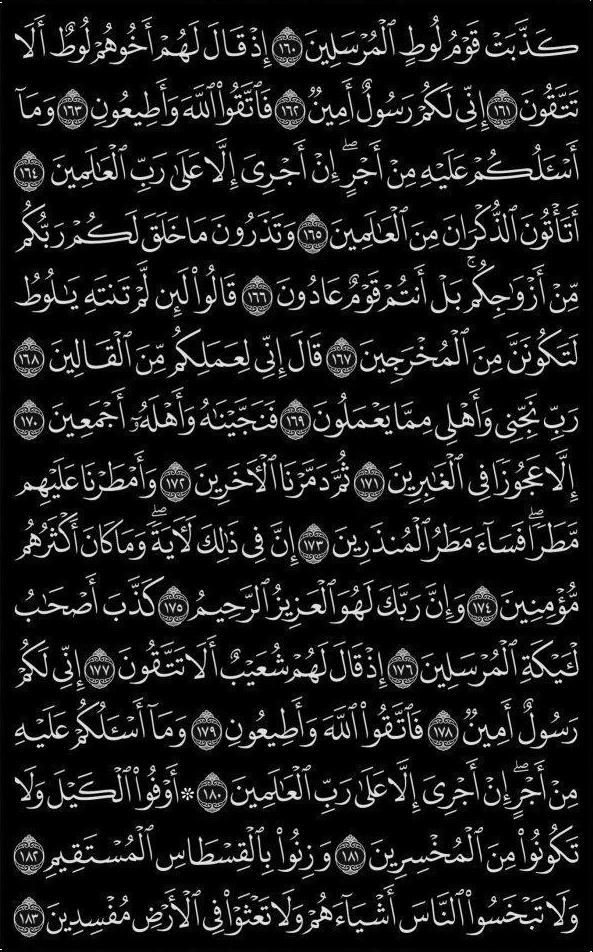 كَذَّبَتۡ قَوۡمُ لُوطٍ ٱلۡمُرۡسَلِينَ ١٦٠ إِذۡ قَالَ لَهُمۡ أَخُوهُمۡ لُوطٌ أَلَا
تَتَّقُونَ ١٦١ إِنِّي لَكُمۡ رَسُولٌ أَمِينٞ ١٦٢ فَٱتَّقُواْ ٱللَّهَ وَأَطِيعُونِ ١٦٣ وَمَآ
أَسۡـَٔلُكُمۡ عَلَيۡهِ مِنۡ أَجۡرٍۖ إِنۡ أَجۡرِيَ إِلَّا عَلَىٰ رَبِّ ٱلۡعَٰلَمِينَ ١٦٤
أَتَأۡتُونَ ٱلذُّكۡرَانَ مِنَ ٱلۡعَٰلَمِينَ ١٦٥ وَتَذَرُونَ مَا خَلَقَ لَكُمۡ رَبُّكُم
مِّنۡ أَزۡوَٰجِكُمۚ بَلۡ أَنتُمۡ قَوۡمٌ عَادُونَ ١٦٦ قَالُواْ لَئِن لَّمۡ تَنتَهِ يَٰلُوطُ
لَتَكُونَنَّ مِنَ ٱلۡمُخۡرَجِينَ ١٦٧ قَالَ إِنِّي لِعَمَلِكُم مِّنَ ٱلۡقَالِينَ ١٦٨
رَبِّ نَجِّنِي وَأَهۡلِي مِمَّا يَعۡمَلُونَ ١٦٩ فَنَجَّيۡنَٰهُ وَأَهۡلَهُۥٓ أَجۡمَعِينَ ١٧٠
إِلَّا عَجُوزٗا فِي ٱلۡغَٰبِرِينَ ١٧١ ثُمَّ دَمَّرۡنَا ٱلۡأٓخَرِينَ ١٧٢ وَأَمۡطَرۡنَا عَلَيۡهِم
مَّطَرٗاۖ فَسَآءَ مَطَرُ ٱلۡمُنذَرِينَ ١٧٣ إِنَّ فِي ذَٰلِكَ لَأٓيَةٗۖ وَمَا كَانَ أَكۡثَرُهُم
مُّؤۡمِنِينَ ١٧٤ وَإِنَّ رَبَّكَ لَهُوَ ٱلۡعَزِيزُ ٱلرَّحِيمُ ١٧٥ كَذَّبَ أَصۡحَٰبُ
لۡـَٔيۡكَةِ ٱلۡمُرۡسَلِينَ ١٧٦ إِذۡ قَالَ لَهُمۡ شُعَيۡبٌ أَلَا تَتَّقُونَ ١٧٧ إِنِّي لَكُمۡ
رَسُولٌ أَمِينٞ ١٧٨ فَٱتَّقُواْ ٱللَّهَ وَأَطِيعُونِ ١٧٩ وَمَآ أَسۡـَٔلُكُمۡ عَلَيۡهِ
مِنۡ أَجۡرٍۖ إِنۡ أَجۡرِيَ إِلَّا عَلَىٰ رَبِّ ٱلۡعَٰلَمِينَ ١٨٠ ۞ أَوۡفُواْ ٱلۡكَيۡلَ وَلَا
تَكُونُواْ مِنَ ٱلۡمُخۡسِرِينَ ١٨١ وَزِنُواْ بِٱلۡقِسۡطَاسِ ٱلۡمُسۡتَقِيمِ ١٨٢
وَلَا تَبۡخَسُواْ ٱلنَّاسَ أَشۡيَآءَهُمۡ وَلَا تَعۡثَوۡاْ فِي ٱلۡأَرۡضِ مُفۡسِدِينَ ١٨٣